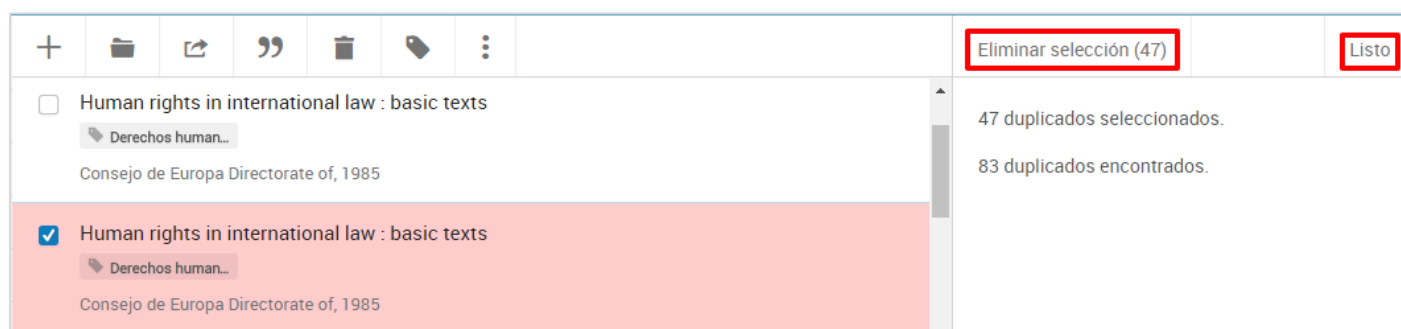 Eliminar selección (47)
Listo
Human rights in international law : basic texts
Derechos human...
Consejo de Europa Directorate of, 1985
47 duplicados seleccionados.
83 duplicados encontrados.
Human rights in international law : basic texts
Derechos human...
Consejo de Europa Directorate of, 1985